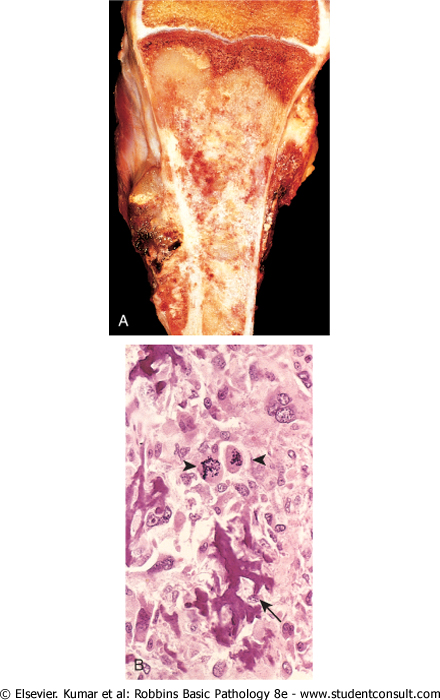 A
B
© Elsevier. Kumar et al: Robbins Basic Pathology 8e - www.studentconsult.com